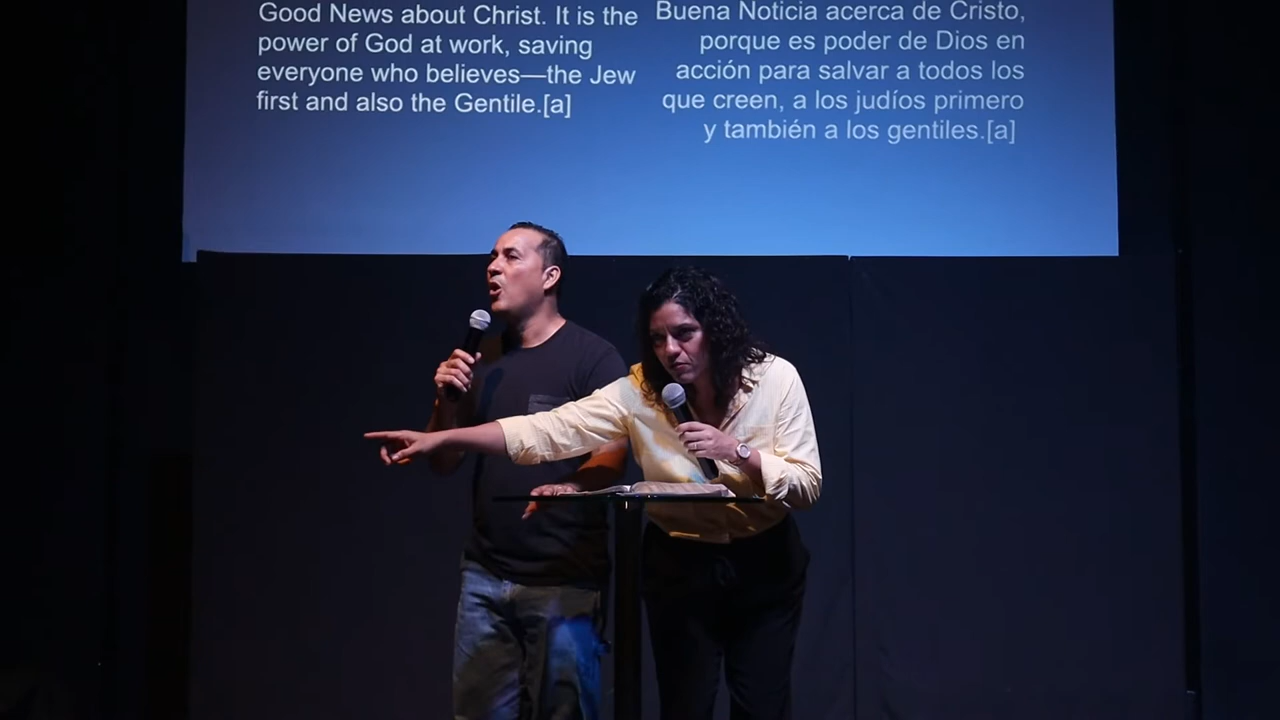 Good News about Christ. It is the
power of God at work, saving
everyone who believes—the Jew
first and also the Gentile.[a]
Buena Noticia acerca de Cristo,
porque es poder de Dios en
acción para salvar a todos los
que creen, a los judíos primero
y también a los gentiles.[a]